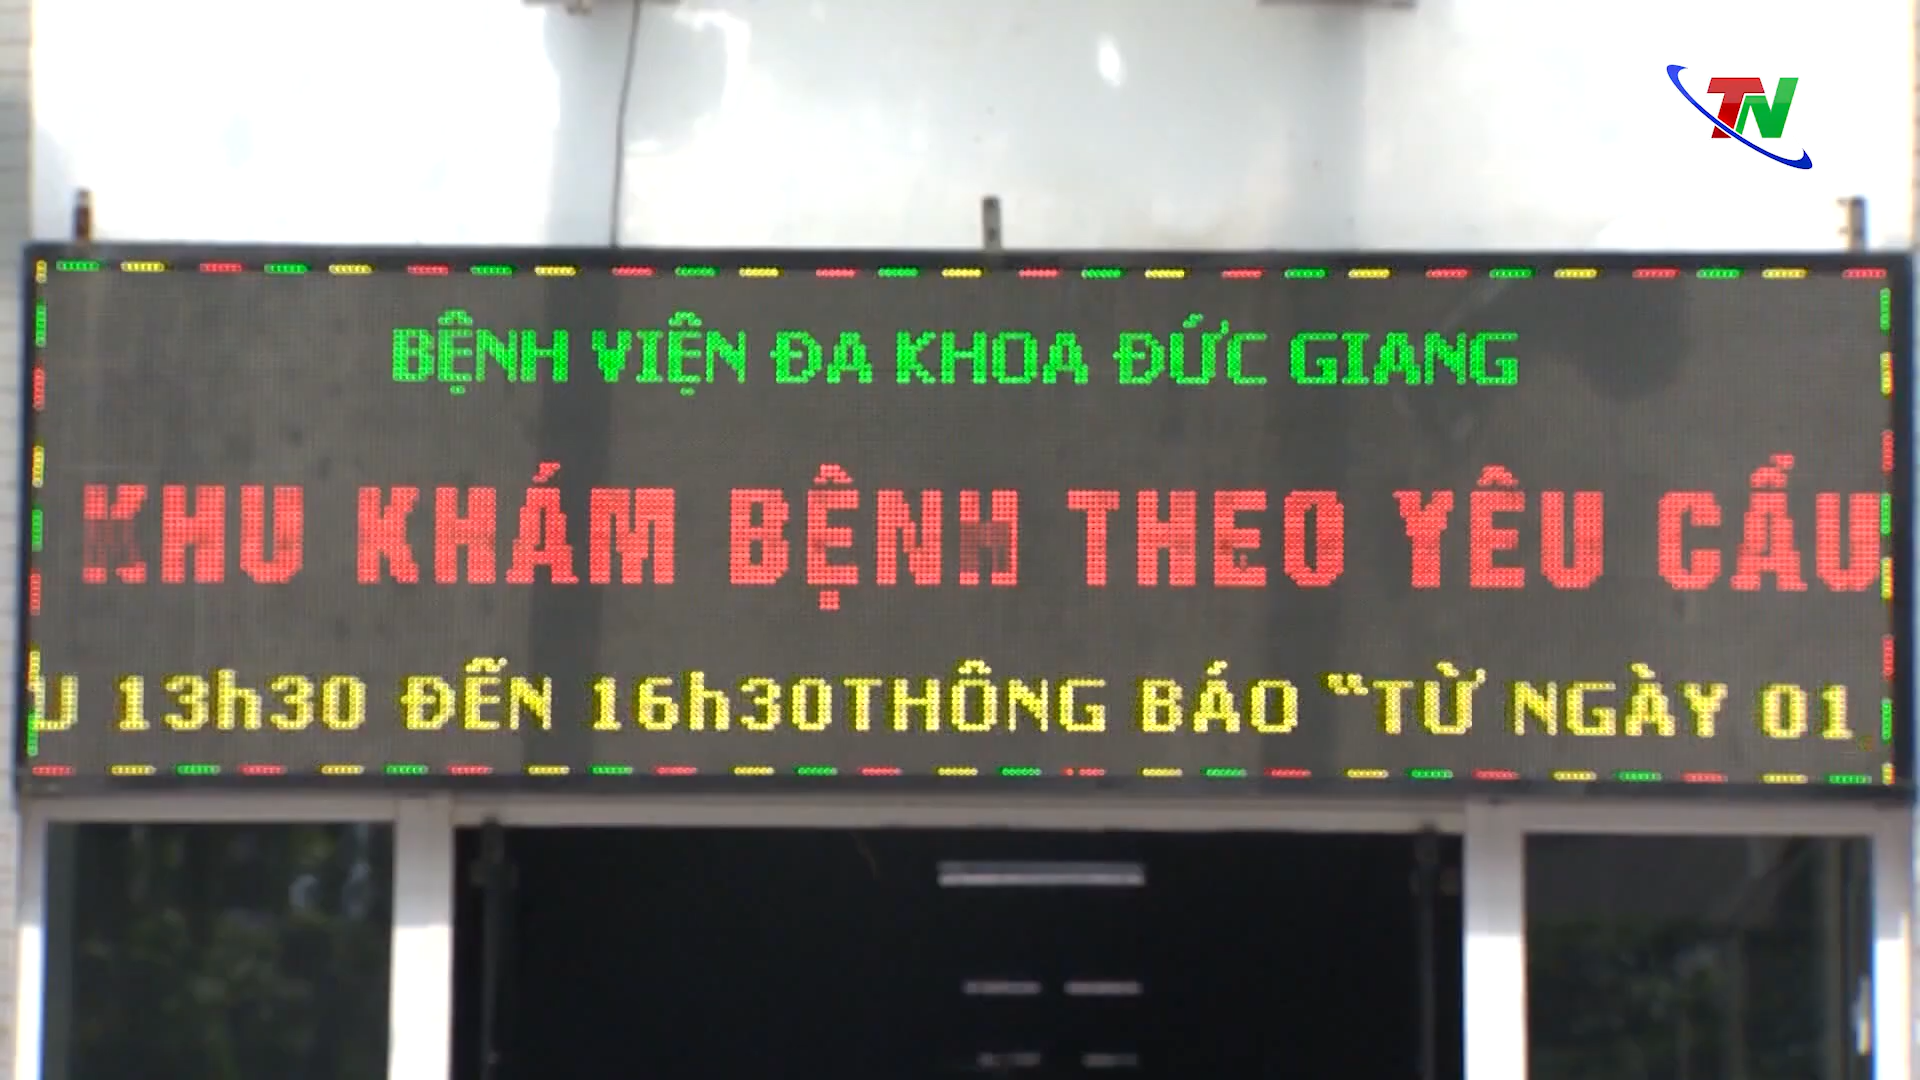 TN
BỆNH VIỆN ĐA KHOA ĐỨC GIANG
KHU KHÁM BỆNH THEO YÊU CẦU
U 13h30 ĐẾN 16h30THÔNG BÁO "TỪ NGÀY 01